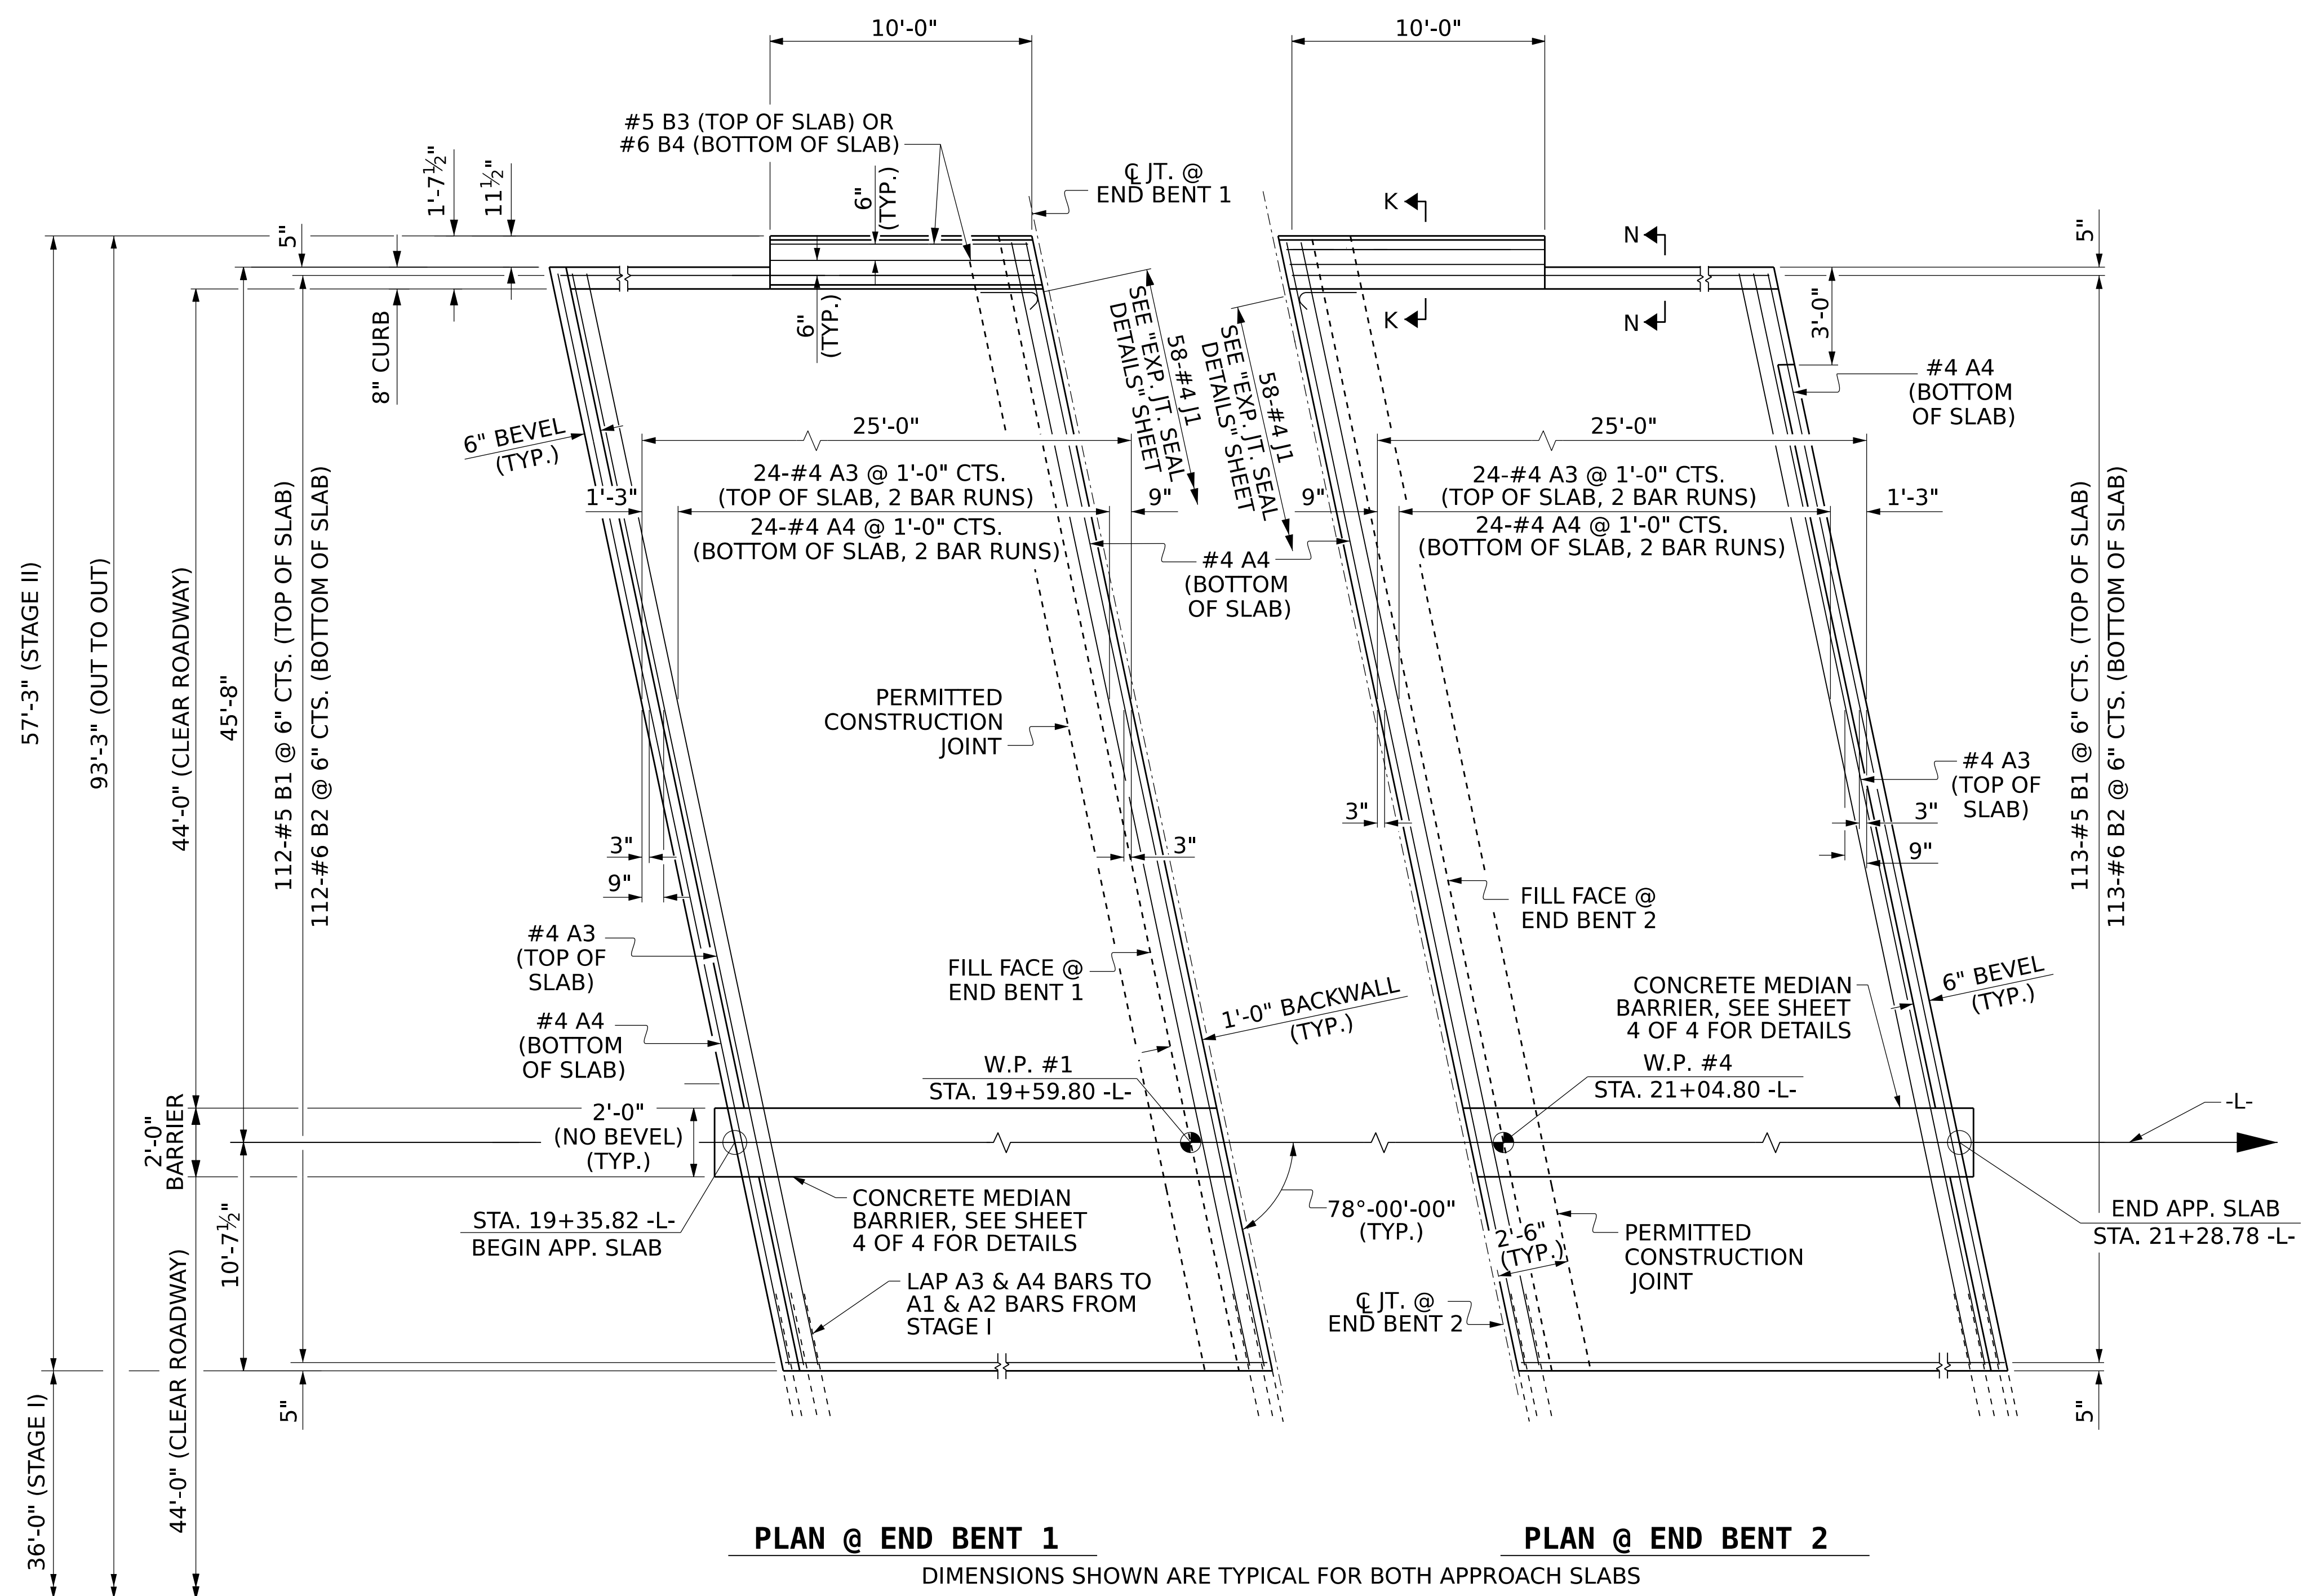 10'-0"
10'-0"
#5 B3 (TOP OF SLAB) OR
#6 B4 (BOTTOM OF SLAB)
6"
(TYP.)
6"
(TYP.)
℄ JT. @
END BENT 1
1'-7½"
11½"
5"
8" CURB
K
K
N
N
5"
3'-0"
#4 A4
(BOTTOM
OF SLAB)
6" BEVEL
(TYP.)
25'-0"
24-#4 A3 @ 1'-0" CTS.
(TOP OF SLAB, 2 BAR RUNS)
24-#4 A4 @ 1'-0" CTS.
(BOTTOM OF SLAB, 2 BAR RUNS)
1'-3"
9"
58-#4 J1
SEE "EXP. JT. SEAL
DETAILS" SHEET
58-#4 J1
SEE "EXP. JT. SEAL
DETAILS" SHEET
9"
25'-0"
24-#4 A3 @ 1'-0" CTS.
(TOP OF SLAB, 2 BAR RUNS)
24-#4 A4 @ 1'-0" CTS.
(BOTTOM OF SLAB, 2 BAR RUNS)
1'-3"
#4 A4
(BOTTOM
OF SLAB)
57'-3" (STAGE II)
93'-3" (OUT TO OUT)
44'-0" (CLEAR ROADWAY)
45'-8"
112-#5 B1 @ 6" CTS. (TOP OF SLAB)
112-#6 B2 @ 6" CTS. (BOTTOM OF SLAB)
113-#5 B1 @ 6" CTS. (TOP OF SLAB)
113-#6 B2 @ 6" CTS. (BOTTOM OF SLAB)
PERMITTED
CONSTRUCTION
JOINT
#4 A3
(TOP OF
SLAB)
3"
9"
3"
3"
3"
9"
#4 A3
(TOP OF
SLAB)
#4 A4
(BOTTOM
OF SLAB)
FILL FACE @
END BENT 1
FILL FACE @
END BENT 2
1'-0" BACKWALL
(TYP.)
CONCRETE MEDIAN
BARRIER, SEE SHEET
4 OF 4 FOR DETAILS
6" BEVEL
(TYP.)
W.P. #1
STA. 19+59.80 -L-
W.P. #4
STA. 21+04.80 -L-
-L-
2'-0"
BARRIER
2'-0"
(NO BEVEL)
(TYP.)
10'-7½"
STA. 19+35.82 -L-
BEGIN APP. SLAB
CONCRETE MEDIAN
BARRIER, SEE SHEET
4 OF 4 FOR DETAILS
78°-00'-00"
(TYP.)
2'-6"
(TYP.)
PERMITTED
CONSTRUCTION
JOINT
END APP. SLAB
STA. 21+28.78 -L-
LAP A3 & A4 BARS TO
A1 & A2 BARS FROM
STAGE I
℄ JT. @
END BENT 2
5"
5"
36'-0" (STAGE I)
44'-0" (CLEAR ROADWAY)
PLAN @ END BENT 1
PLAN @ END BENT 2
DIMENSIONS SHOWN ARE TYPICAL FOR BOTH APPROACH SLABS